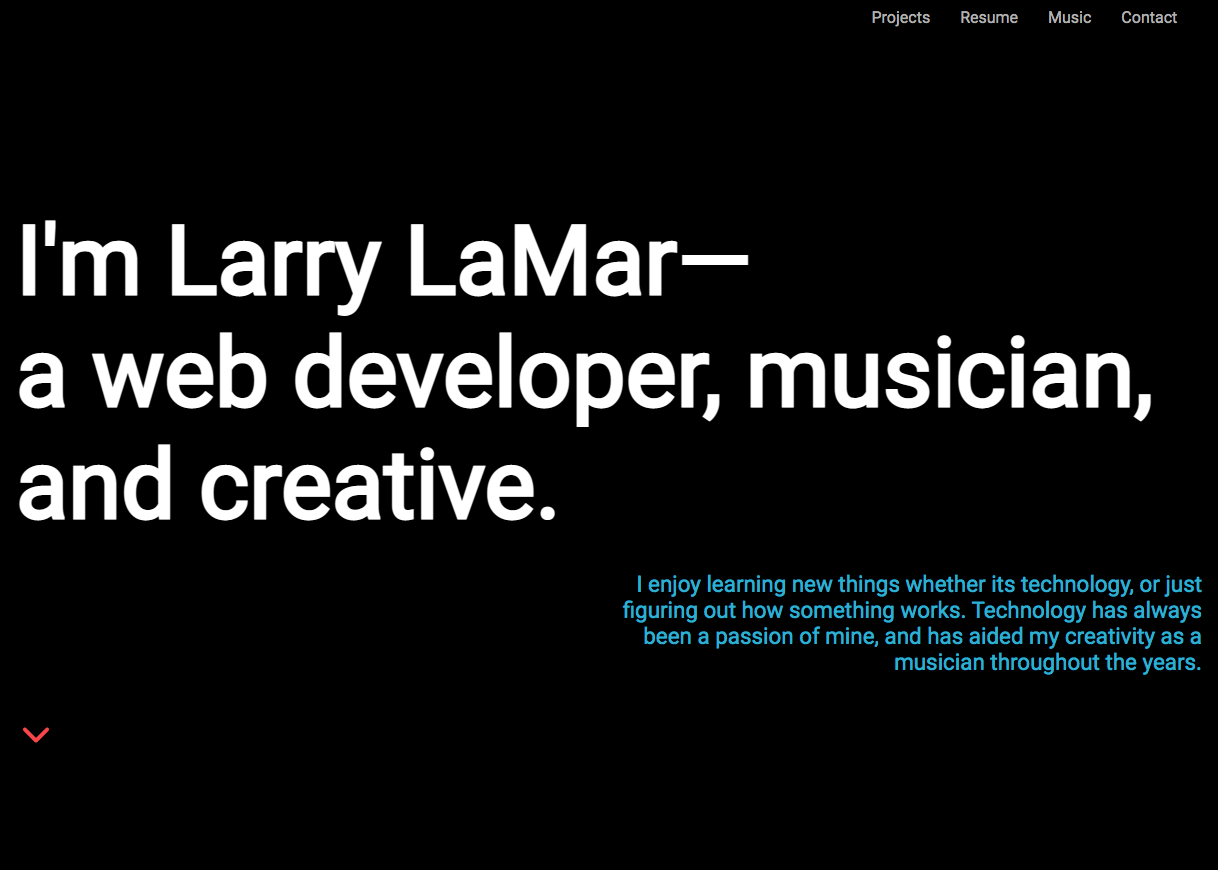 Projects Resume Music Contact
I'm Larry LaMar—
a web developer, musician,
and creative.
I enjoy learning new things whether its technology, or just
figuring out how something works. Technology has always
been a passion of mine, and has aided my creativity as a
musician throughout the years.